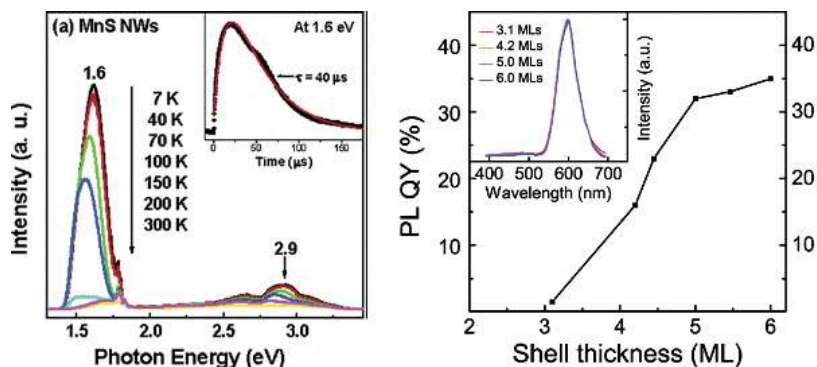 (a) MnS NWs
At 1.6 eV
1.6
τ = 40 μs
7 K
40 K
70 K
100 K
150 K
200 K
300 K
0 50 100 150
Time (μs)
2.9
Intensity (a. u.)
1.5 2.0 2.5 3.0
Photon Energy (eV)
3.1 MLs
4.2 MLs
5.0 MLs
6.0 MLs
Intensity (a.u.)
400 500 600 700
Wavelength (nm)
PL QY (%)
40
30
20
10
40
30
20
10
2 3 4 5 6
Shell thickness (ML)